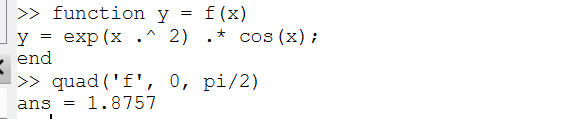 >> function y = f(x)
y = exp(x .^ 2) .* cos(x);
end
>> quad('f', 0, pi/2)
ans = 1.8757